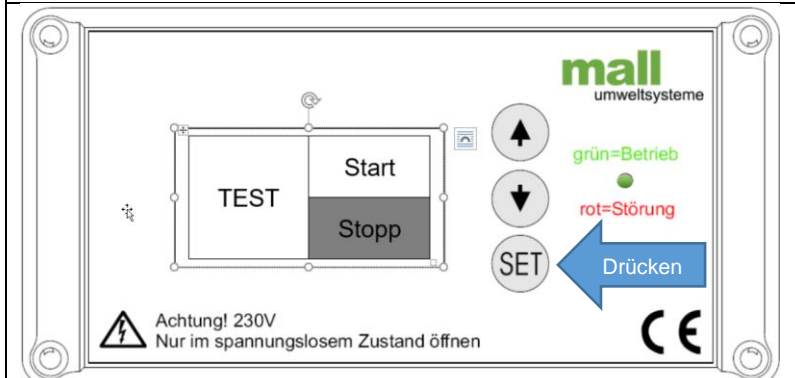 mall
umweltsysteme
TEST
Start
Stopp
grün=Betrieb
rot=Störung
SET
Drücken
Achtung! 230V
Nur im spannungslosem Zustand öffnen
CE